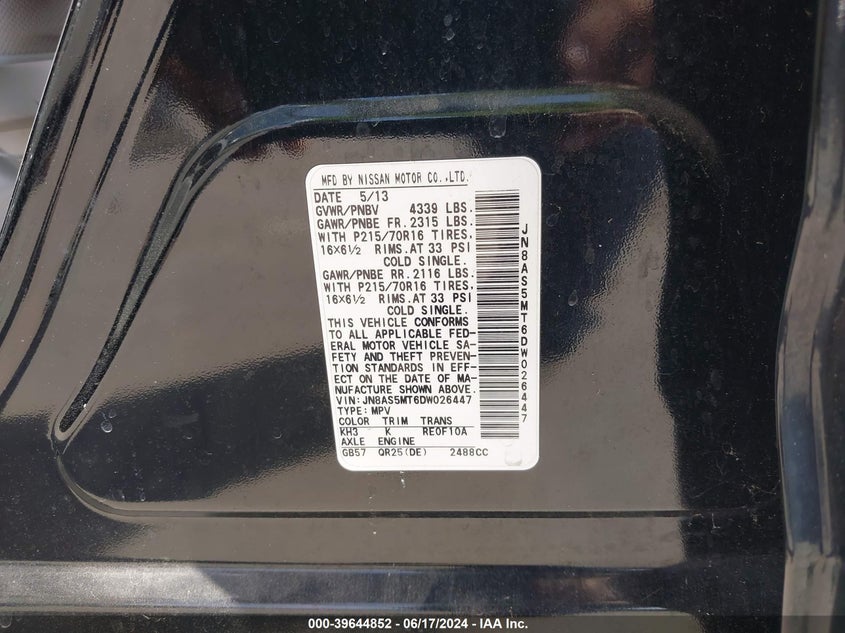 MFD BY NISSAN MOTOR CO.,LTD.
DATE 5/13
GVWR/PNBV 4339 LBS.
GAWR/PNBE FR. 2315 LBS.
WITH P215/70R16 TIRES,
16X6½ RIMS, AT 33 PSI
COLD SINGLE.
GAWR/PNBE RR. 2116 LBS.
WITH P215/70R16 TIRES,
16X6½ RIMS, AT 33 PSI
COLD SINGLE.
THIS VEHICLE CONFORMS
TO ALL APPLICABLE FED-
ERAL MOTOR VEHICLE SA-
FETY AND THEFT PREVEN-
TION STANDARDS IN EFF-
ECT ON THE DATE OF MA-
NUFACTURE SHOWN ABOVE.
VIN: JN8AS5MT6DW026447
TYPE: MPV
COLOR TRIM TRANS
KH3 K RE0F10A
AXLE ENGINE
GB57 QR25(DE) 2488CC
JN8AS5MT6DW026447
000-39644852 - 06/17/2024 - IAA Inc.